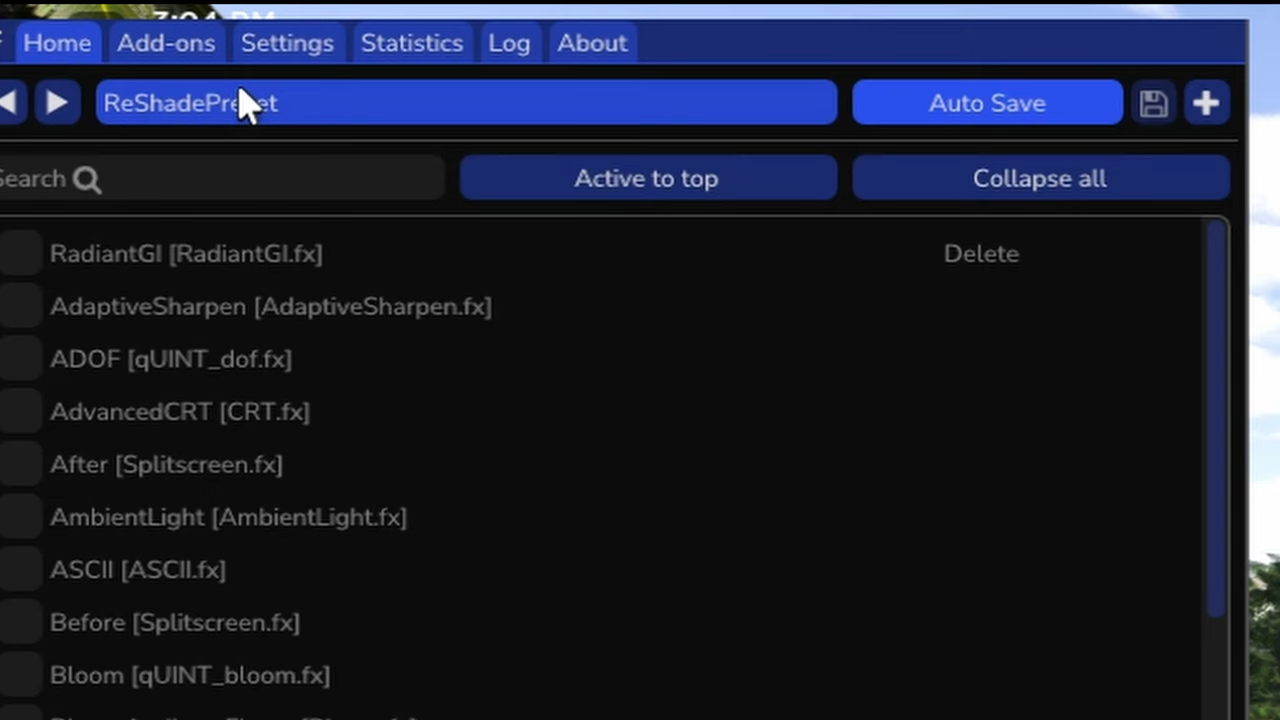 Home Add-ons Settings Statistics Log About
Auto Save
Search
Active to top
Collapse all
RadiantGI [RadiantGI.fx] Delete
AdaptiveSharpen [AdaptiveSharpen.fx]
ADOF [qUINT_dof.fx]
AdvancedCRT [CRT.fx]
After [Splitscreen.fx]
AmbientLight [AmbientLight.fx]
ASCII [ASCII.fx]
Before [Splitscreen.fx]
Bloom [qUINT_bloom.fx]